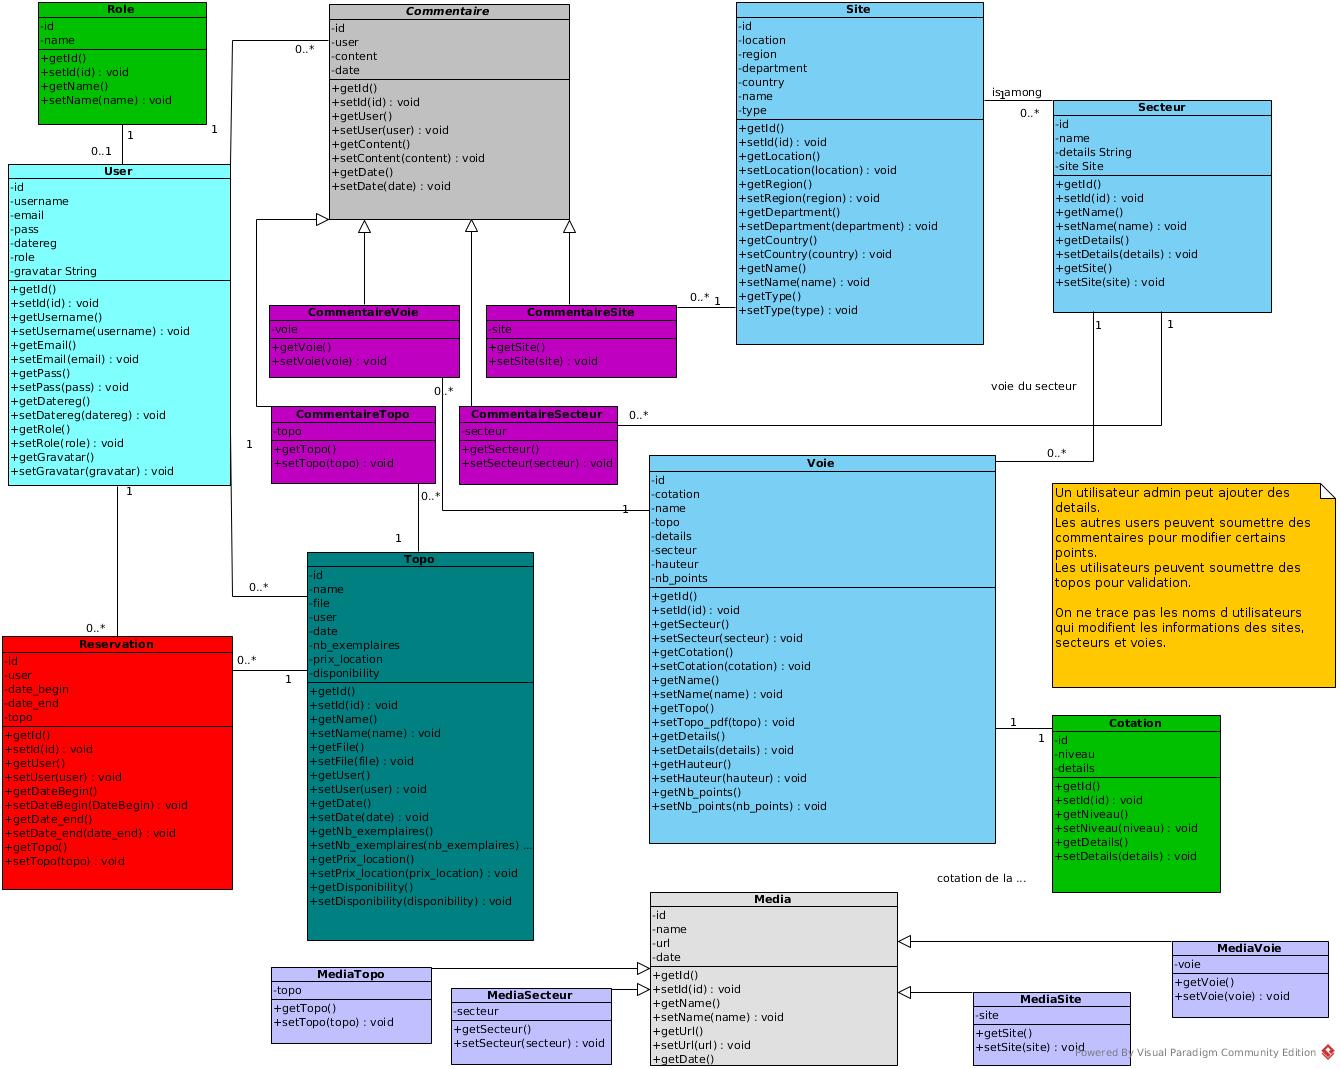 Role
-id
-name
+getId()
+setId(id) : void
+getName()
+setName(name) : void
1
1
0..1
User
-id
-username
-email
-pass
-datereg
-role
-gravatar String
+getId()
+setId(id) : void
+getUsername()
+setUsername(username) : void
+getEmail()
+setEmail(email) : void
+getPass()
+setPass(pass) : void
+getDatereg()
+setDatereg(datereg) : void
+getRole()
+setRole(role) : void
+getGravatar()
+setGravatar(gravatar) : void
1
1
0..*
0..*
Commentaire
-id
-user
-content
-date
+getId()
+setId(id) : void
+getUser()
+setUser(user) : void
+getContent()
+setContent(content) : void
+getDate()
+setDate(date) : void
0..*
Site
-id
-location
-region
-department
-country
-name
-type
+getId()
+setId(id) : void
+getLocation()
+setLocation(location) : void
+getRegion()
+setRegion(region) : void
+getDepartment()
+setDepartment(department) : void
+getCountry()
+setCountry(country) : void
+getName()
+setName(name) : void
+getType()
+setType(type) : void
is among
1
0..*
Secteur
-id
-name
-details String
-site Site
+getId()
+setId(id) : void
+getName()
+setName(name) : void
+getDetails()
+setDetails(details) : void
+getSite()
+setSite(site) : void
1
1
voie du secteur
0..*
CommentaireVoie
-voie
+getVoie()
+setVoie(voie) : void
0..*
CommentaireSite
-site
+getSite()
+setSite(site) : void
0..*
1
CommentaireTopo
-topo
+getTopo()
+setTopo(topo) : void
0..*
1
CommentaireSecteur
-secteur
+getSecteur()
+setSecteur(secteur) : void
0..*
1
Voie
-id
-cotation
-name
-topo
-details
-secteur
-hauteur
-nb_points
+getId()
+setId(id) : void
+getSecteur()
+setSecteur(secteur) : void
+getCotation()
+setCotation(cotation) : void
+getName()
+setName(name) : void
+getTopo()
+setTopo_pdf(topo) : void
+getDetails()
+setDetails(details) : void
+getHauteur()
+setHauteur(hauteur) : void
+getNb_points()
+setNb_points(nb_points) : void
Un utilisateur admin peut ajouter des
details.
Les autres users peuvent soumettre des
commentaires pour modifier certains
points.
Les utilisateurs peuvent soumettre des
topos pour validation.
On ne trace pas les noms d utilisateurs
qui modifient les informations des sites,
secteurs et voies.
Topo
-id
-name
-file
-user
-date
-nb_exemplaires
-prix_location
-disponibility
+getId()
+setId(id) : void
+getName()
+setName(name) : void
+getFile()
+setFile(file) : void
+getUser()
+setUser(user) : void
+getDate()
+setDate(date) : void
+getNb_exemplaires()
+setNb_exemplaires(nb_exemplaires) ...
+getPrix_location()
+setPrix_location(prix_location) : void
+getDisponibility()
+setDisponibility(disponibility) : void
Reservation
-id
-user
-date_begin
-date_end
-topo
+getId()
+setId(id) : void
+getUser()
+setUser(user) : void
+getDateBegin()
+setDateBegin(DateBegin) : void
+getDate_end()
+setDate_end(date_end) : void
+getTopo()
+setTopo(topo) : void
0..*
1
1
1
Cotation
-id
-niveau
-details
+getId()
+setId(id) : void
+getNiveau()
+setNiveau(niveau) : void
+getDetails()
+setDetails(details) : void
cotation de la ...
Media
-id
-name
-url
-date
+getId()
+setId(id) : void
+getName()
+setName(name) : void
+getUrl()
+setUrl(url) : void
+getDate()
MediaTopo
-topo
+getTopo()
+setTopo(topo) : void
MediaSecteur
-secteur
+getSecteur()
+setSecteur(secteur) : void
MediaVoie
-voie
+getVoie()
+setVoie(voie) : void
MediaSite
-site
+getSite()
+setSite(site) : void
Powered By Visual Paradigm Community Edition